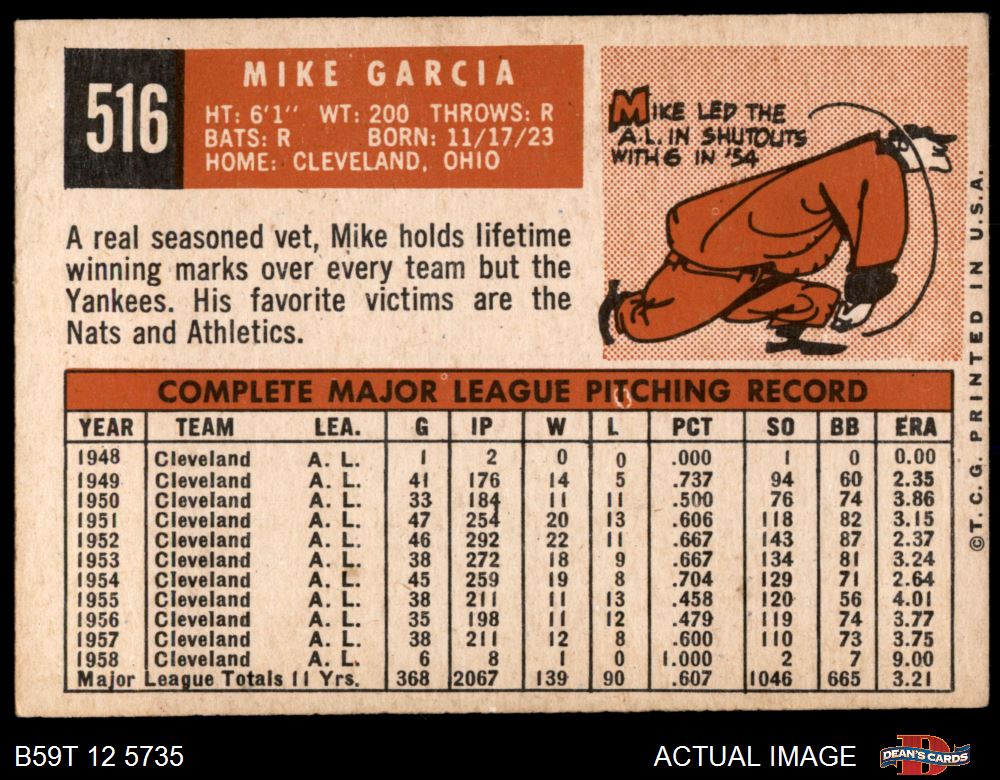 516
MIKE GARCIA
HT: 6'1" WT: 200 THROWS: R
BATS: R BORN: 11/17/23
HOME: CLEVELAND, OHIO
MIKE LED THE
A.L. IN SHUTOUTS
WITH 6 IN '54
A real seasoned vet, Mike holds lifetime
winning marks over every team but the
Yankees. His favorite victims are the
Nats and Athletics.
COMPLETE MAJOR LEAGUE PITCHING RECORD
YEAR TEAM LEA. G IP W L PCT SO BB ERA
1948 Cleveland A. L. 1 2 0 0 .000 1 0 0.00
1949 Cleveland A. L. 41 176 14 5 .737 94 60 2.35
1950 Cleveland A. L. 33 184 11 11 .500 76 74 3.86
1951 Cleveland A. L. 47 254 20 13 .606 118 82 3.15
1952 Cleveland A. L. 46 292 22 11 .667 143 87 2.37
1953 Cleveland A. L. 38 272 18 9 .667 134 81 3.24
1954 Cleveland A. L. 45 259 19 8 .704 129 71 2.64
1955 Cleveland A. L. 38 211 11 13 .458 120 56 4.01
1956 Cleveland A. L. 35 198 11 12 .479 119 74 3.77
1957 Cleveland A. L. 38 211 12 8 .600 110 73 3.75
1958 Cleveland A. L. 6 8 1 0 1.000 2 7 9.00
Major League Totals 11 Yrs. 368 2067 139 90 .607 1046 665 3.21
©T. C. G. PRINTED IN U.S.A.
B59T 12 5735
ACTUAL IMAGE
DEAN'S CARDS